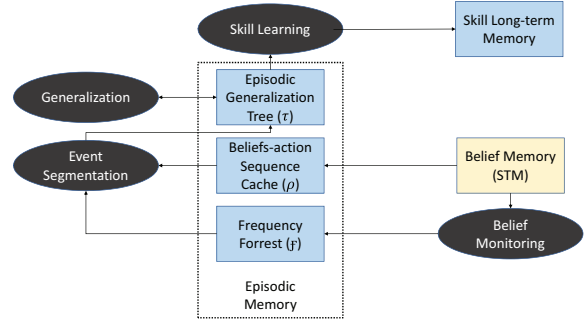 Skill Learning
Skill Long-term
Memory
Episodic
Generalization
Tree (τ)
Generalization
Event
Segmentation
Beliefs-action
Sequence
Cache (ρ)
Belief Memory
(STM)
Frequency
Forrest (ƒ)
Belief
Monitoring
Episodic
Memory